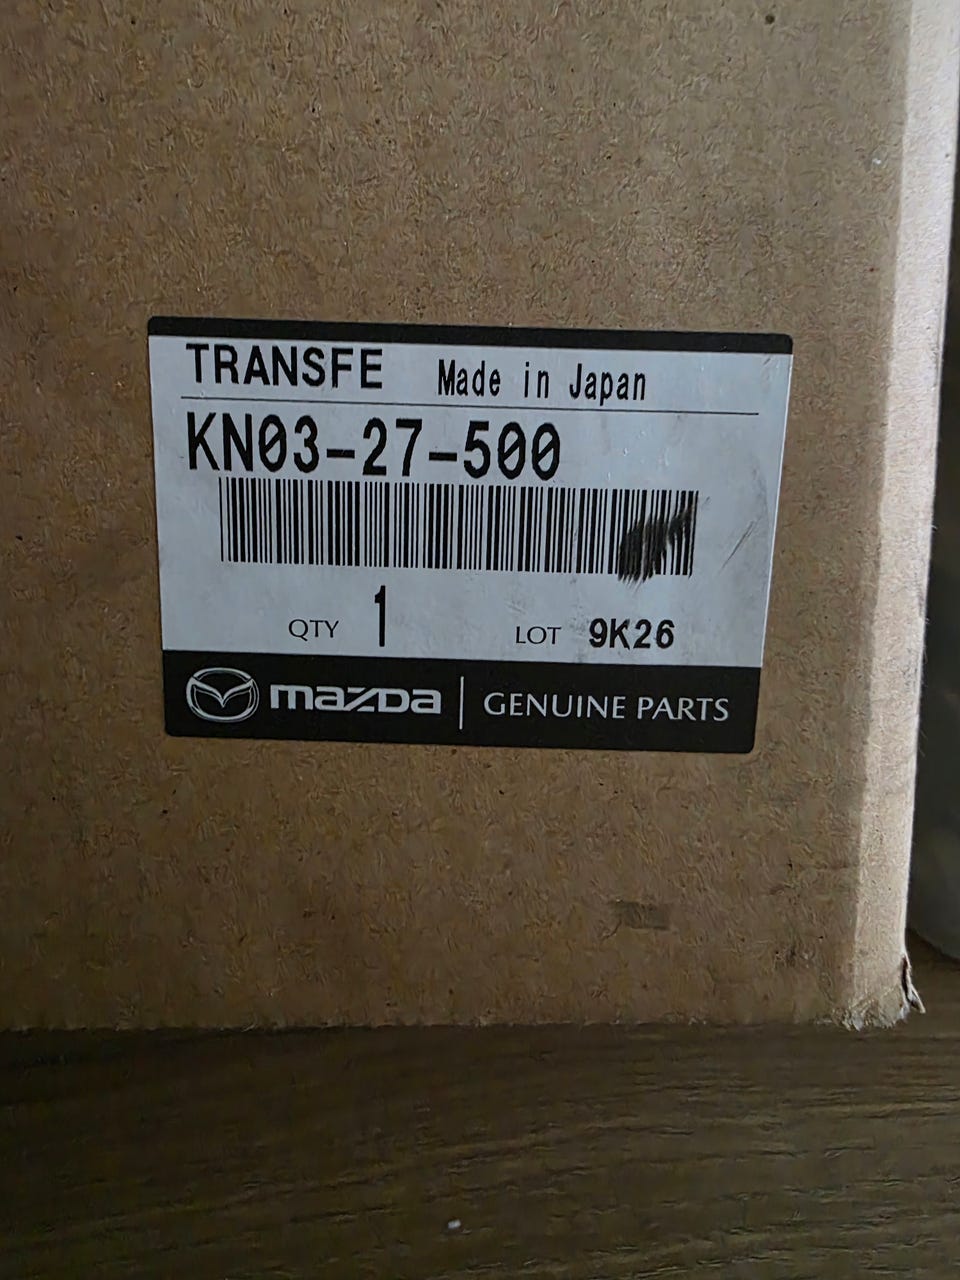 TRANSFE Made in Japan
KN03-27-500
QTY 1 LOT 9K26
mazda GENUINE PARTS